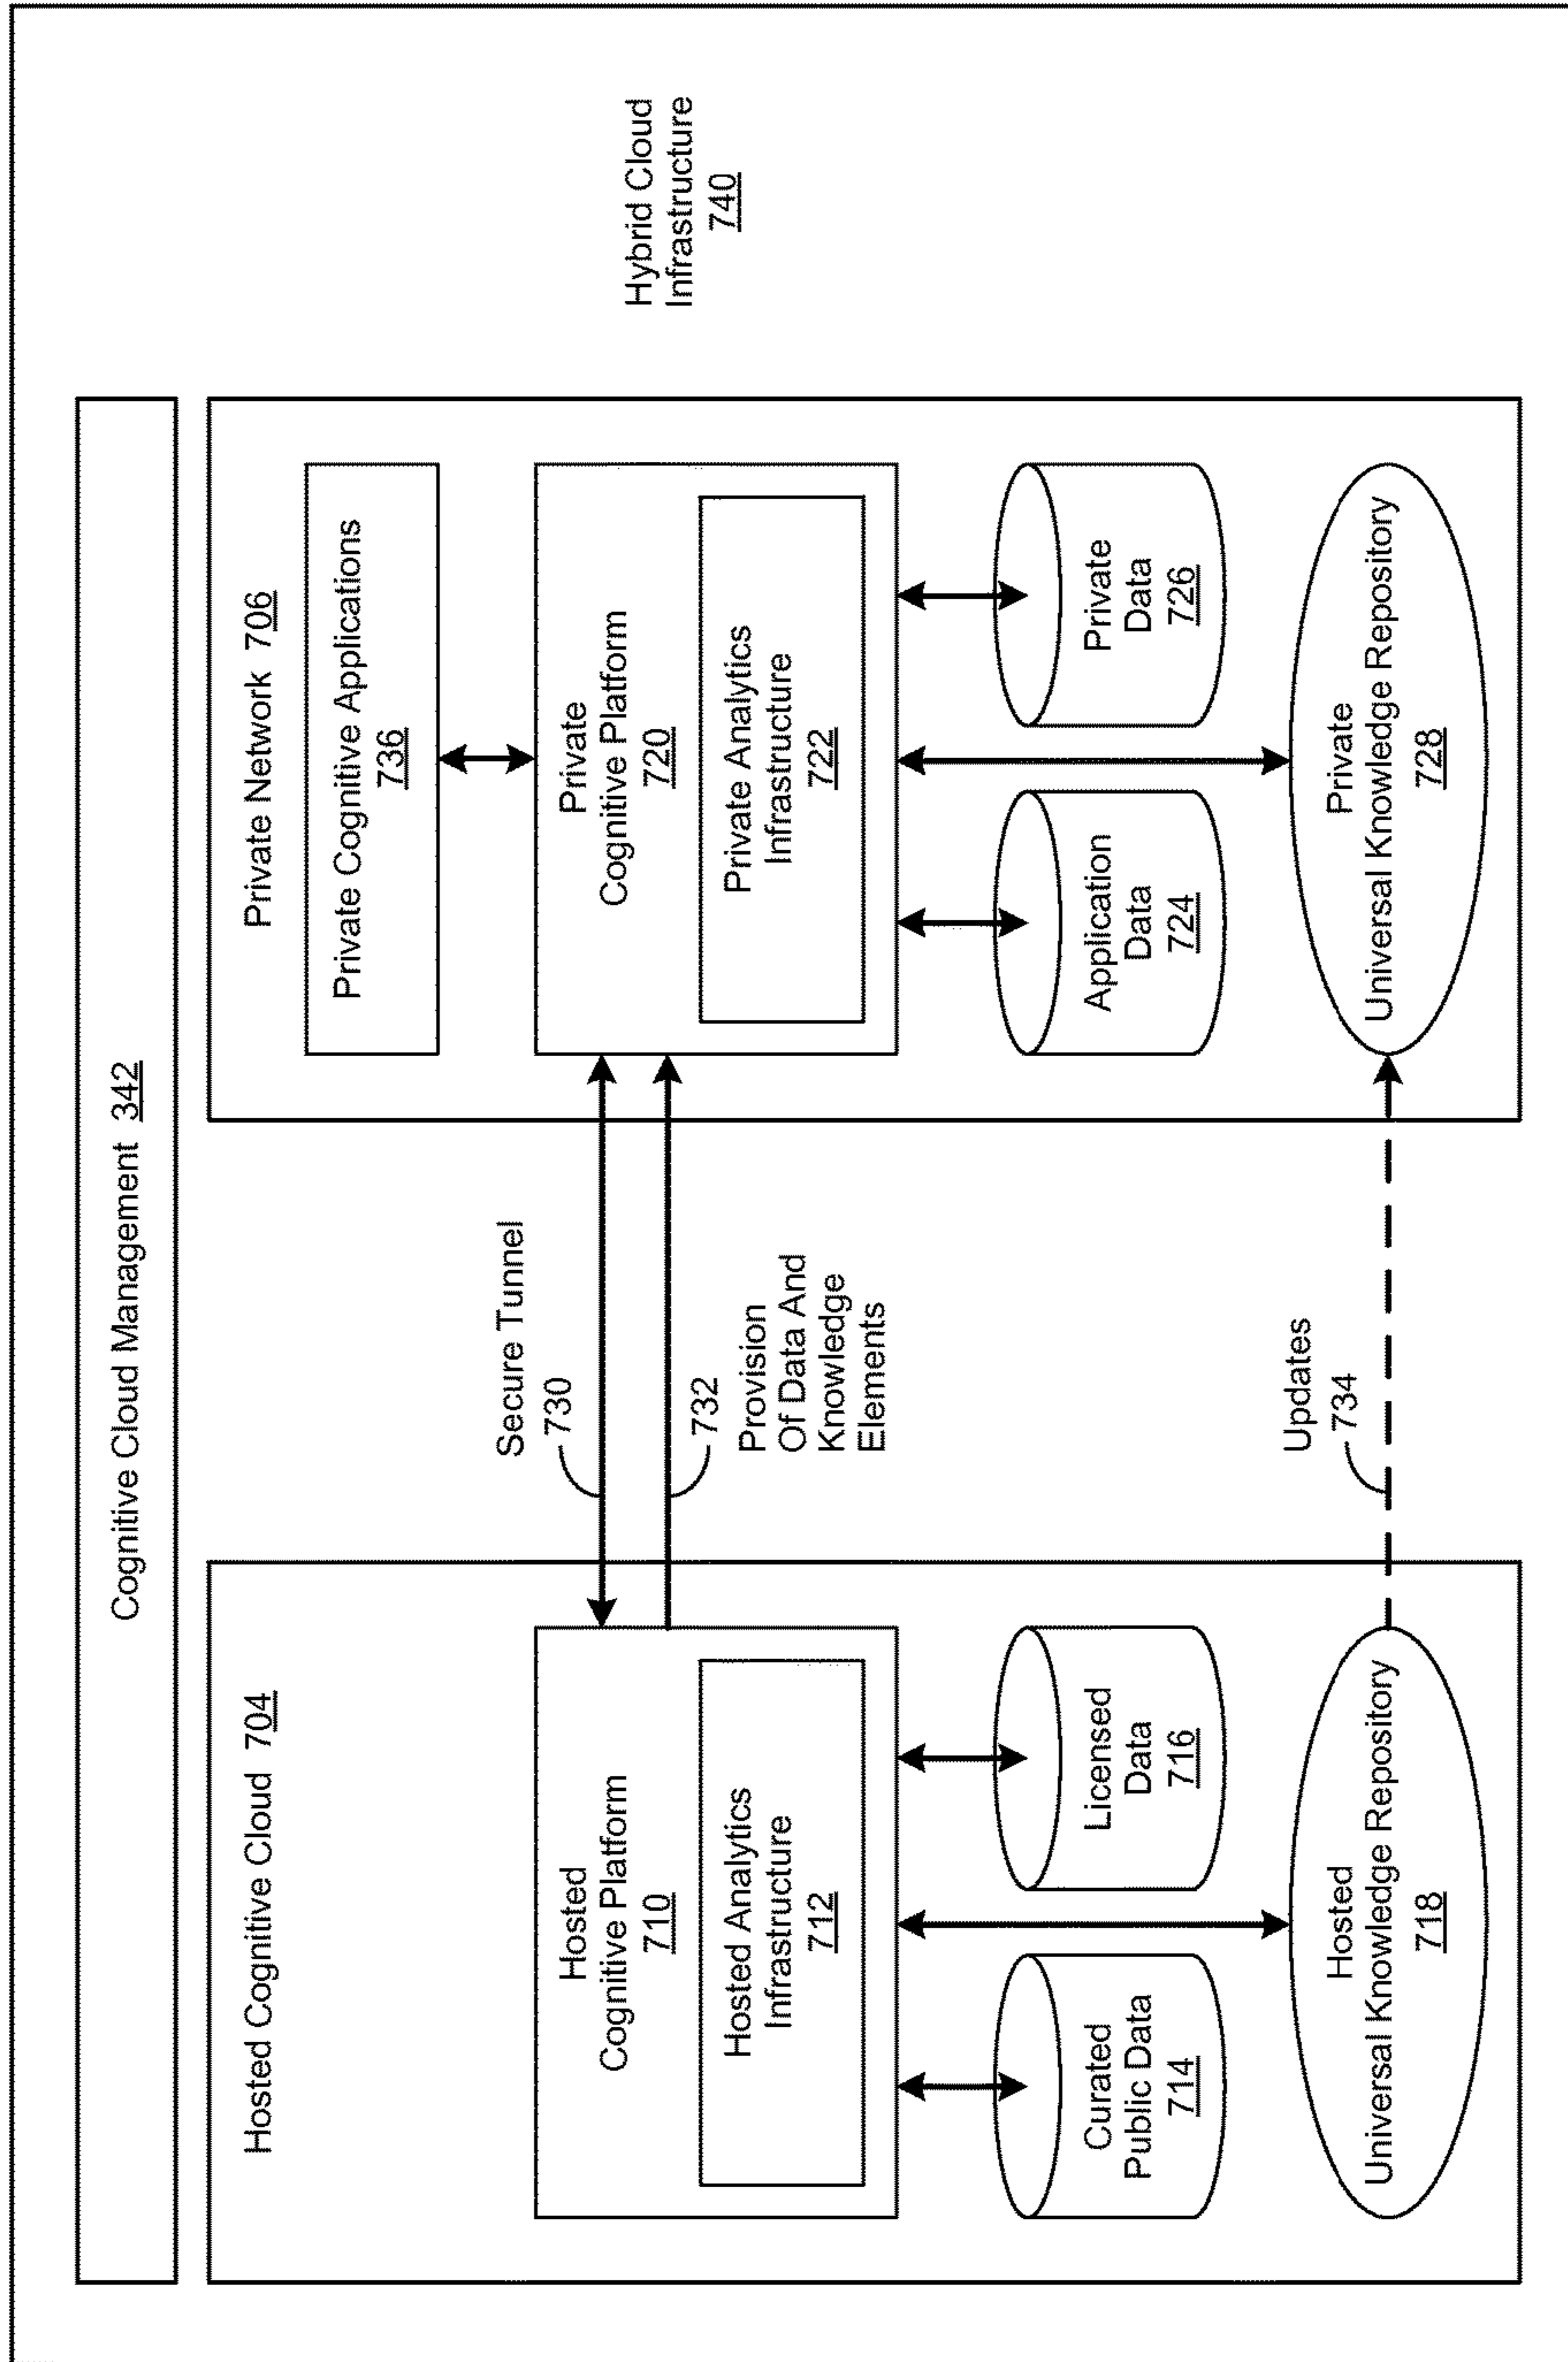 Cognitive Cloud Management 342
Hosted Cognitive Cloud 704
Hosted
Cognitive Platform
710
Hosted Analytics
Infrastructure
712
Curated
Public Data
714
Licensed
Data
716
Hosted
Universal Knowledge Repository
718
Secure Tunnel
730
732
Provision
Of Data And
Knowledge
Elements
Updates
734
Private Network 706
Private Cognitive Applications
736
Private
Cognitive Platform
720
Private Analytics
Infrastructure
722
Application
Data
724
Private
Data
726
Private
Universal Knowledge Repository
728
Hybrid Cloud
Infrastructure
740